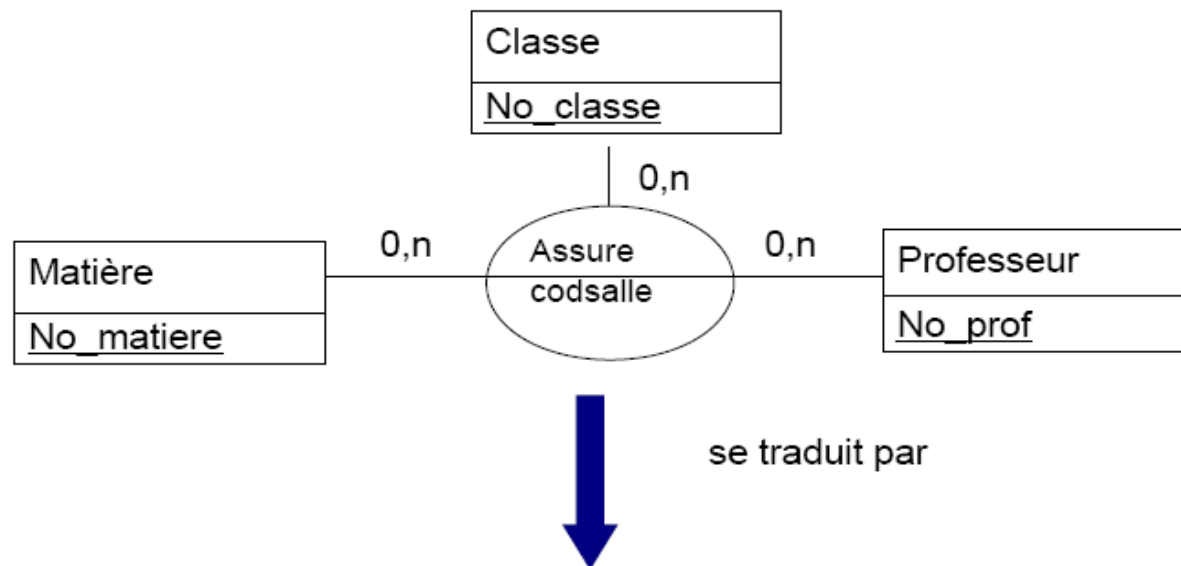 Classe
No_classe
0,n
0,n
0,n
Matière
No_matiere
Assure
codsalle
Professeur
No_prof
se traduit par